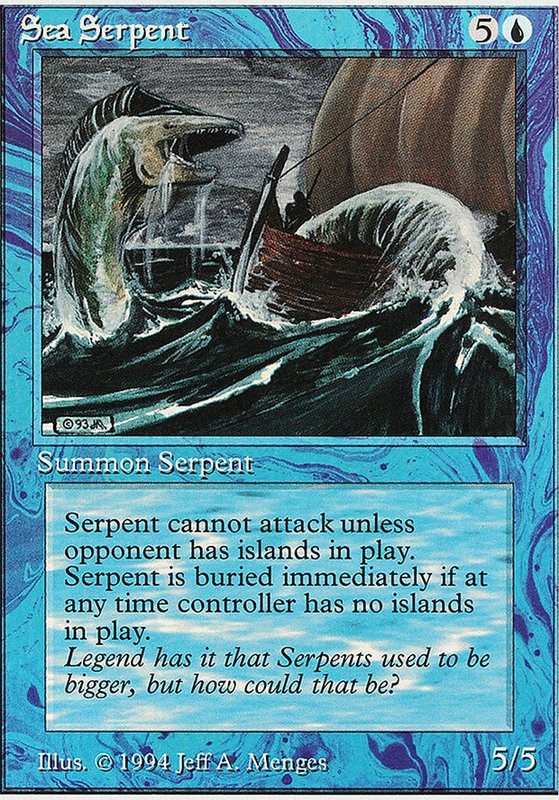 Sea Serpent
5
©93 JAM
Summon Serpent
Serpent cannot attack unless
opponent has islands in play.
Serpent is buried immediately if at
any time controller has no islands
in play.
Legend has it that Serpents used to be
bigger, but how could that be?
Illus. © 1994 Jeff A. Menges
5/5